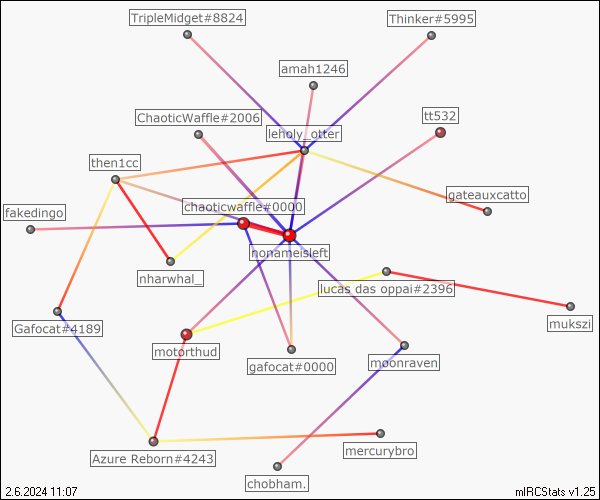 TripleMidget#8824
Thinker#5995
amah1246
ChaoticWaffle#2006
tt532
leholy_otter
then1cc
gateauxcatto
chaoticwaffle#0000
fakedingo
nonameisleft
nharwhal_
lucas das oppai#2396
mukszi
Gafocat#4189
motorthud
gafocat#0000
moonraven
mercurybro
Azure Reborn#4243
chobham.
2.6.2024 11:07
mIRCStats v1.25